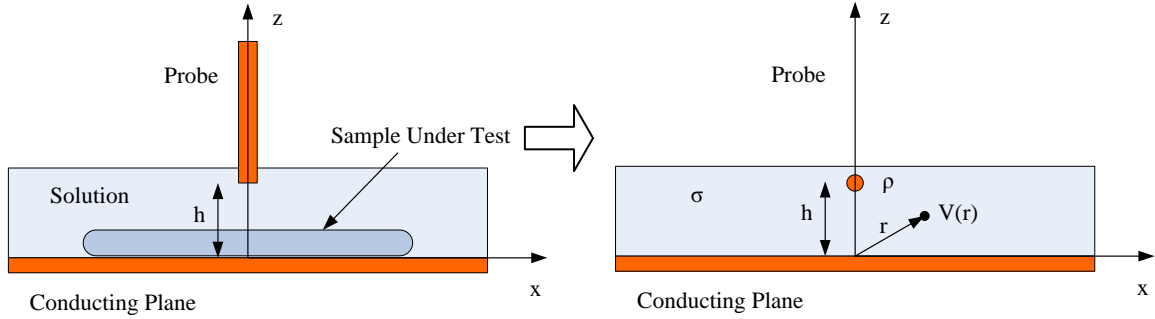 z
Probe
Sample Under Test
Solution
h
x
Conducting Plane
z
Probe
ρ
σ
h
V(r)
r
x
Conducting Plane